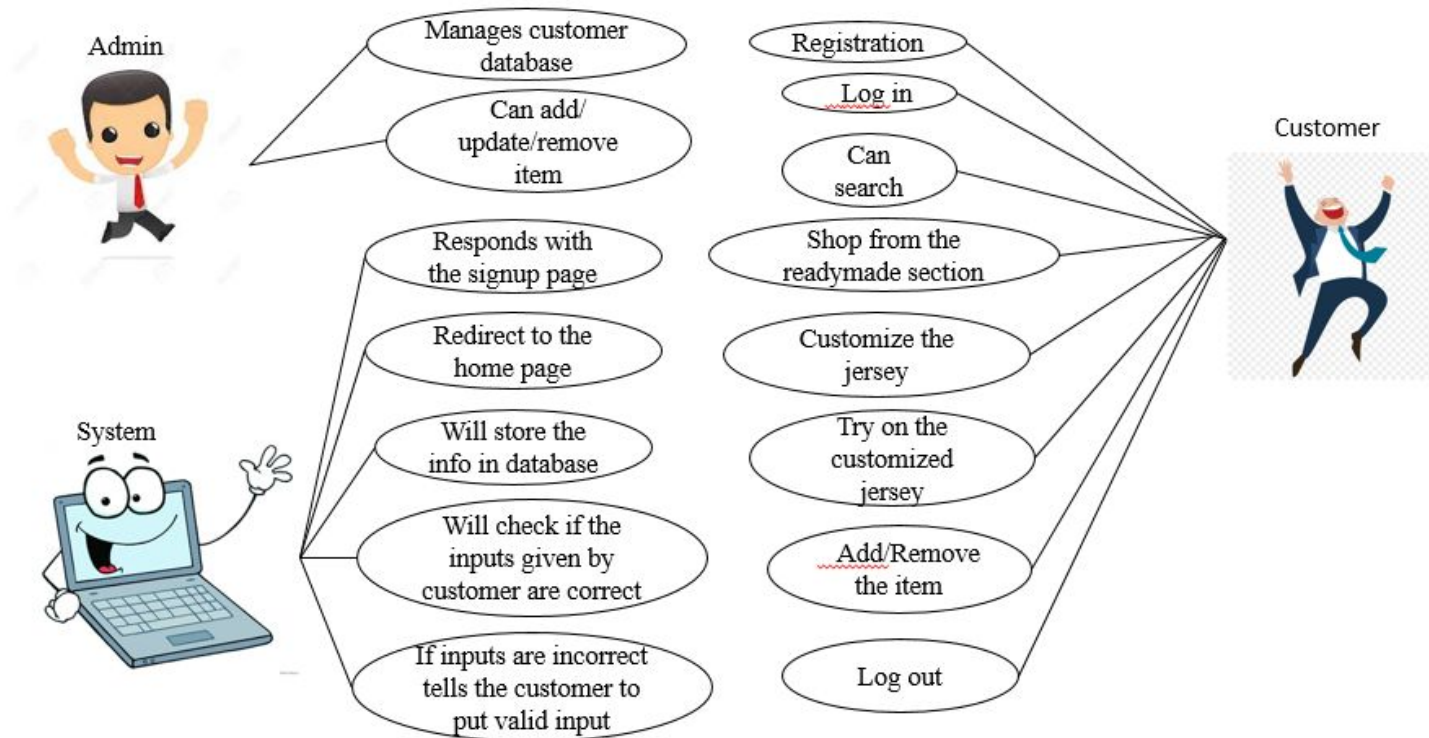 Admin
Manages customer
database
Can add/
update/remove
item
System
Responds with
the signup page
Redirect to the
home page
Will store the
info in database
Will check if the
inputs given by
customer are correct
If inputs are incorrect
tells the customer to
put valid input
Registration
Log in
Can
search
Shop from the
readymade section
Customize the
jersey
Try on the
customized
jersey
Add/Remove
the item
Log out
Customer